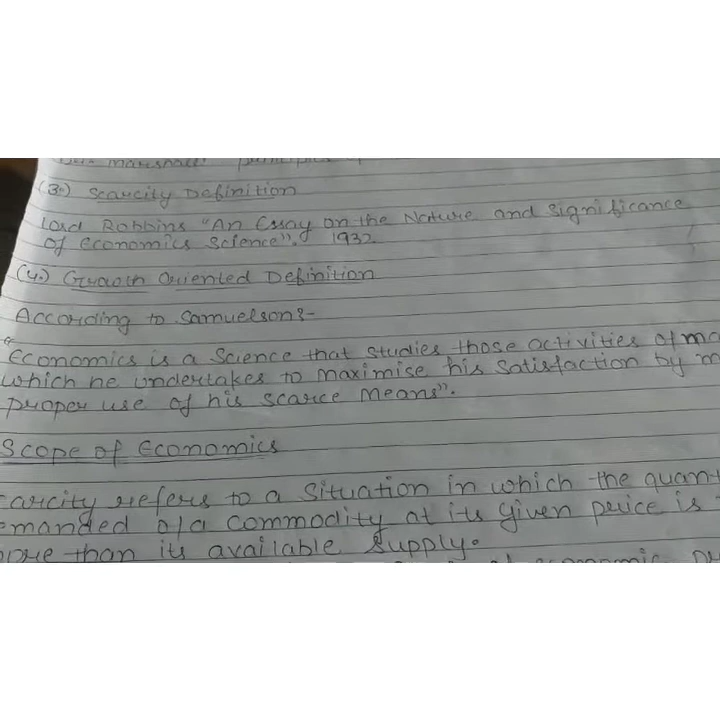 Marshall
(3.) Scarcity Definition
Lord Robbins "An Essay on the Nature and significance
of Economics Science". 1932.
(4.) Growth Oriented Definition
According to Samuelson:-
"Economics is a Science that studies those activities of ma
which he undertakes to maximise his satisfaction by m
proper use of his scarce means".
Scope of Economics
carcity refers to a situation in which the quant
emanded of a commodity at its given price is
ore than its available supply.